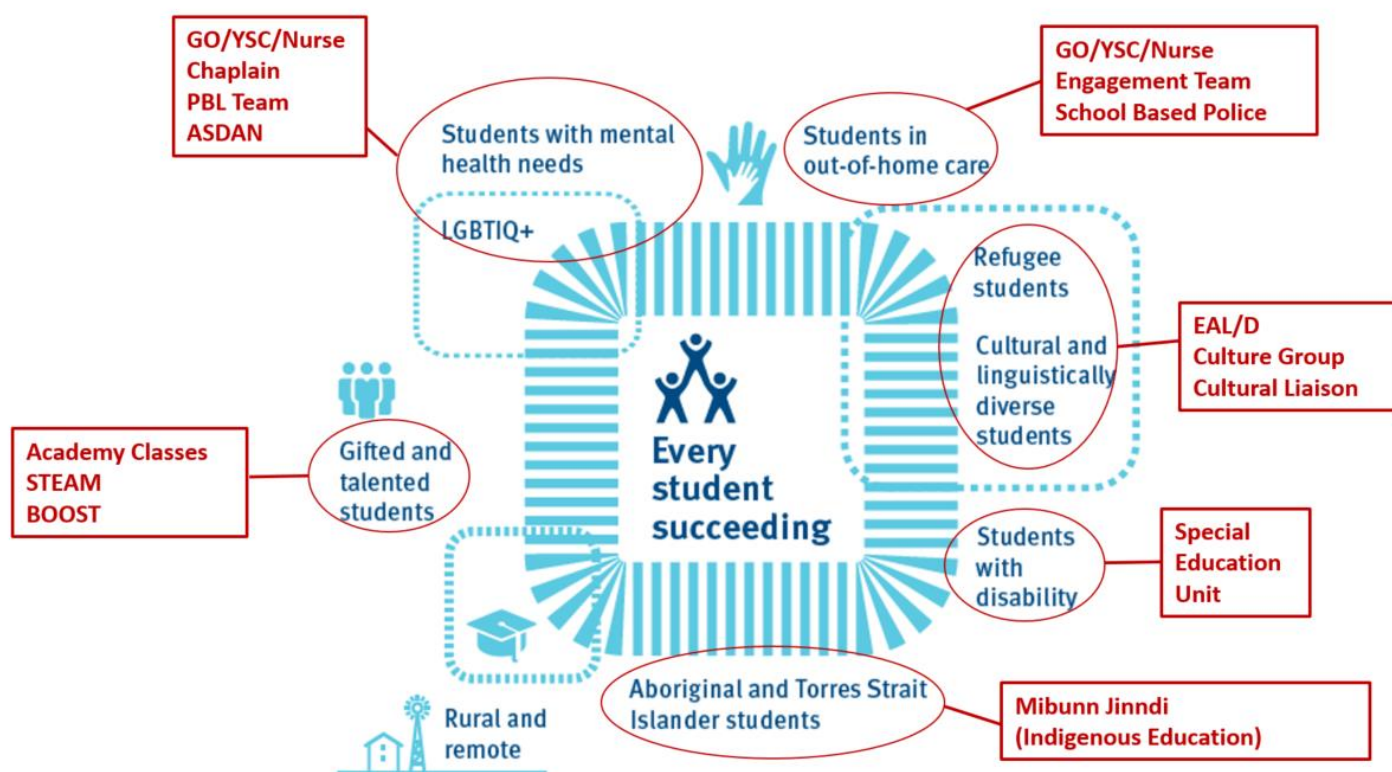 GO/YSC/Nurse
Chaplain
PBL Team
ASDAN
Students with mental
health needs
LGBTIQ+
Students in
out-of-home care
GO/YSC/Nurse
Engagement Team
School Based Police
Refugee
students
Cultural and
linguistically
diverse
students
EAL/D
Culture Group
Cultural Liaison
Academy Classes
STEAM
BOOST
Gifted and
talented
students
Every
student
succeeding
Students
with
disability
Special
Education
Unit
Aboriginal and Torres Strait
Islander students
Mibunn Jinndi
(Indigenous Education)
Rural and
remote